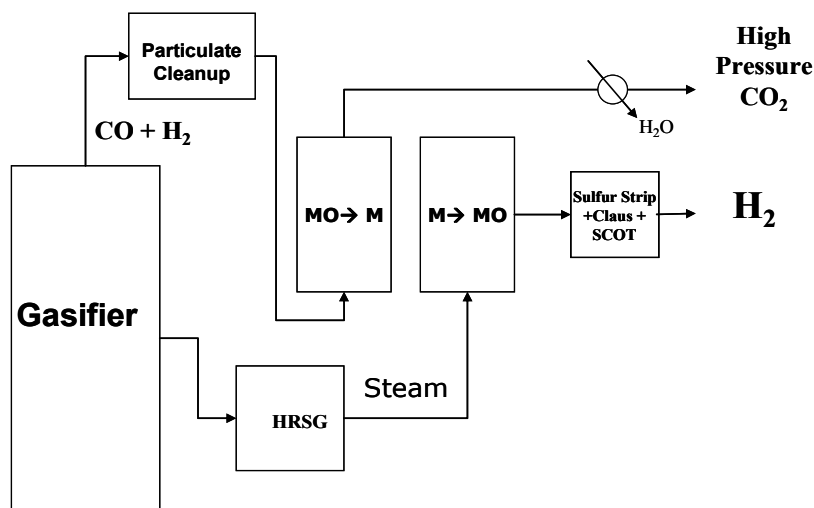 Particulate
Cleanup
High
Pressure
CO₂
CO + H₂
H₂O
MO→ M
M→ MO
Sulfur Strip
+Claus +
SCOT
H₂
Gasifier
Steam
HRSG